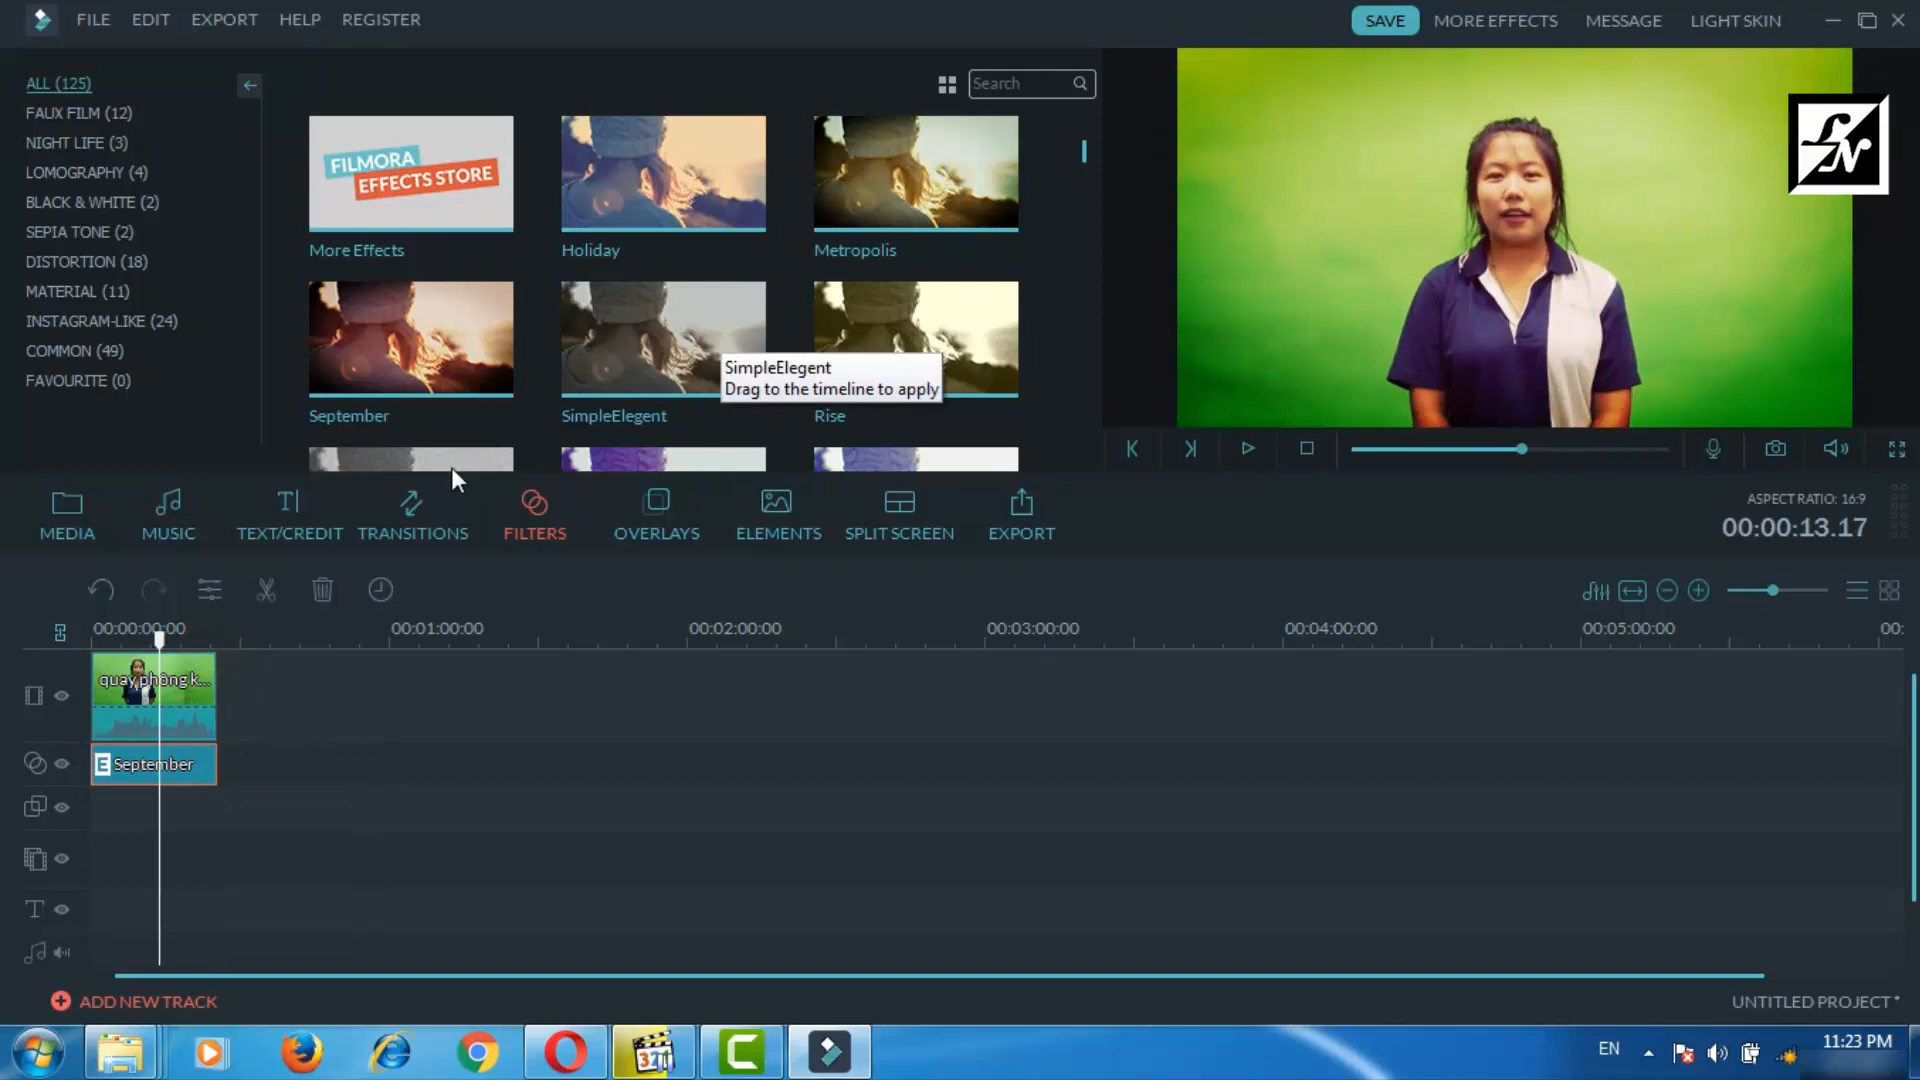 FILE EDIT EXPORT HELP REGISTER SAVE MORE EFFECTS MESSAGE LIGHT SKIN
ALL (125)
FAUX FILM (12)
NIGHT LIFE (3)
LOMOGRAPHY (4)
BLACK & WHITE (2)
SEPIA TONE (2)
DISTORTION (18)
MATERIAL (11)
INSTAGRAM-LIKE (24)
COMMON (49)
FAVOURITE (0)
Search
FILMORA
EFFECTS STORE
More Effects Holiday Metropolis
SimpleElegent
Drag to the timeline to apply
September SimpleElegent Rise
LN
MEDIA MUSIC TEXT/CREDIT TRANSITIONS FILTERS OVERLAYS ELEMENTS SPLIT SCREEN EXPORT
ASPECT RATIO: 16:9
00:00:13.17
00:00:00:00 00:01:00:00 00:02:00:00 00:03:00:00 00:04:00:00 00:05:00:00 00:
quay phông k...
E September
ADD NEW TRACK
UNTITLED PROJECT *
321
EN
11:23 PM